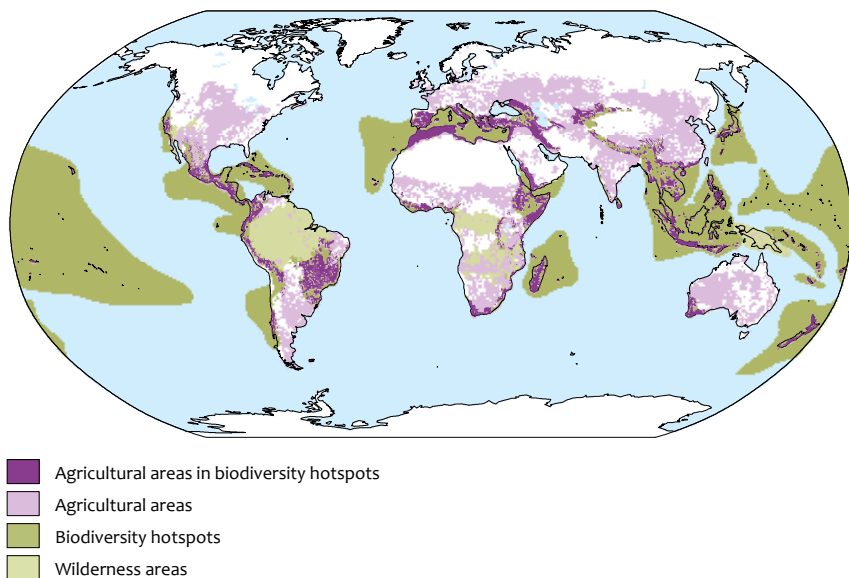 Agricultural areas in biodiversity hotspots
Agricultural areas
Biodiversity hotspots
Wilderness areas